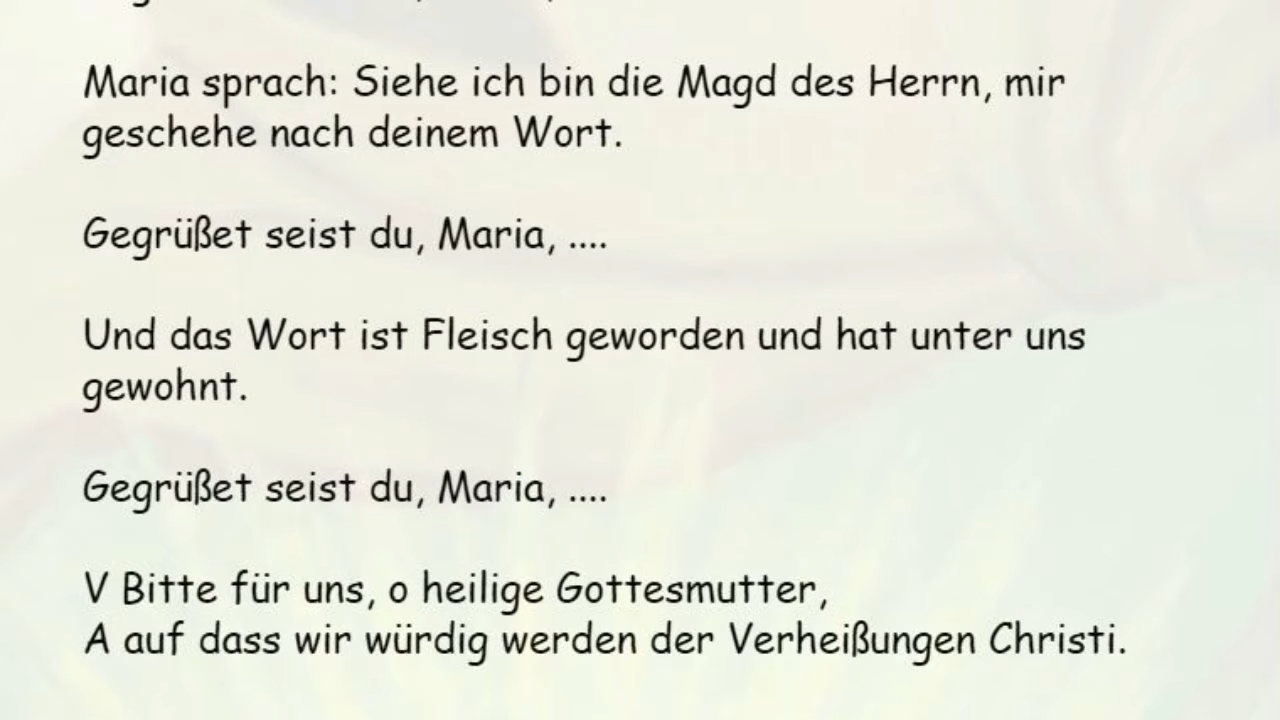 Maria sprach: Siehe ich bin die Magd des Herrn, mir
geschehe nach deinem Wort.
Gegrüßet seist du, Maria, ....
Und das Wort ist Fleisch geworden und hat unter uns
gewohnt.
Gegrüßet seist du, Maria, ....
V Bitte für uns, o heilige Gottesmutter,
A auf dass wir würdig werden der Verheißungen Christi.